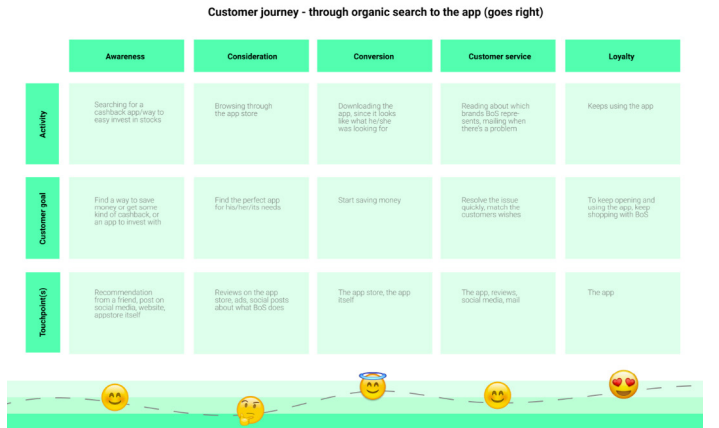 Customer journey - through organic search to the app (goes right)
Awareness
Consideration
Conversion
Customer service
Loyalty
Activity
Searching for a
cashback app/way to
easy invest in stocks
Browsing through
the app store
Downloading the
app, since it looks
like what he/she
was looking for
Reading about which
brands BoS repre-
sents, mailing when
there's a problem
Keeps using the app
Customer goal
Find a way to save
money or get some
kind of cashback, or
an app to invest with
Find the perfect app
for his/her/its needs
Start saving money
Resolve the issue
quickly, match the
customers wishes
To keep opening and
using the app, keep
shopping with BoS
Touchpoint(s)
Recommendation
from a friend, post on
social media, website,
appstore itself
Reviews on the app
store, ads, social posts
about what BoS does
The app store, the app
itself
The app, reviews,
social media, mail
The app